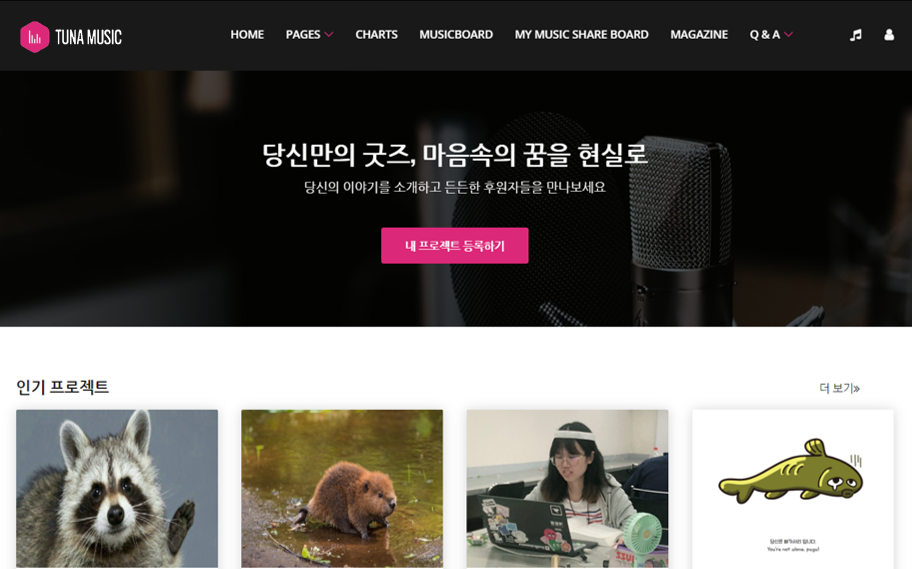 TUNA MUSIC
HOME PAGES CHARTS MUSICBOARD MY MUSIC SHARE BOARD MAGAZINE Q & A
당신만의 굿즈, 마음속의 꿈을 현실로
당신의 이야기를 소개하고 든든한 후원자들을 만나보세요
내 프로젝트 등록하기
인기 프로젝트
더 보기»
You're not alone, pugu!